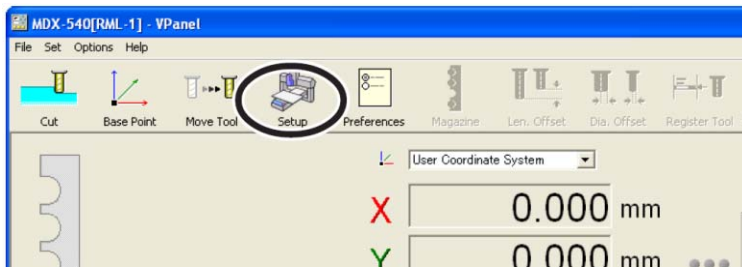 MDX-540[RML-1] - VPanel
File Set Options Help
Cut Base Point Move Tool Setup Preferences Magazine Len. Offset Dia. Offset Register Tool
User Coordinate System
X 0.000 mm
Y 0.000 mm